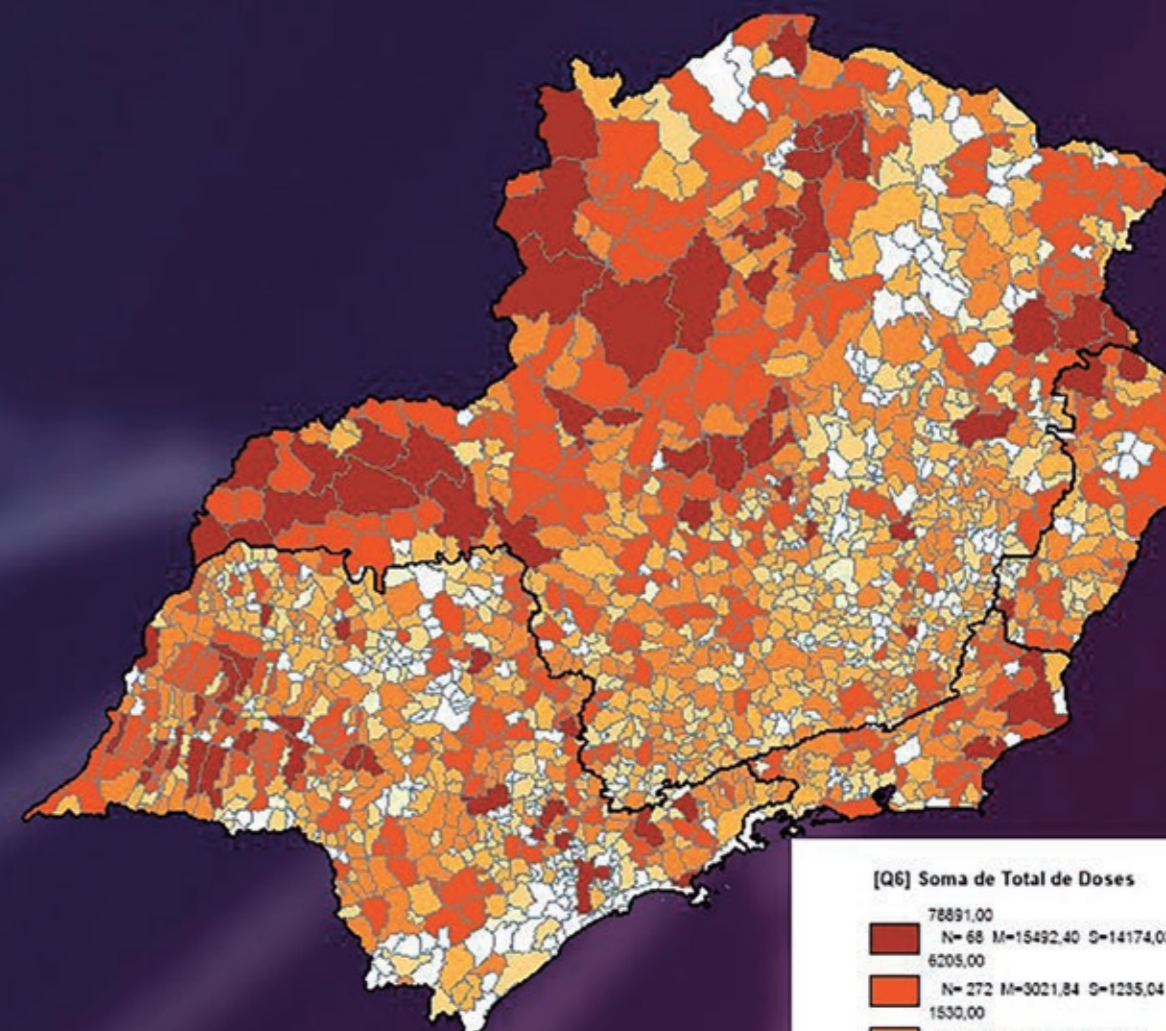 [Q6] Soma de Total de Doses
78891,00
N= 68 M=15492,40 S=14174,0
6205,00
N= 272 M=3021,84 S=1235,04
1530,00